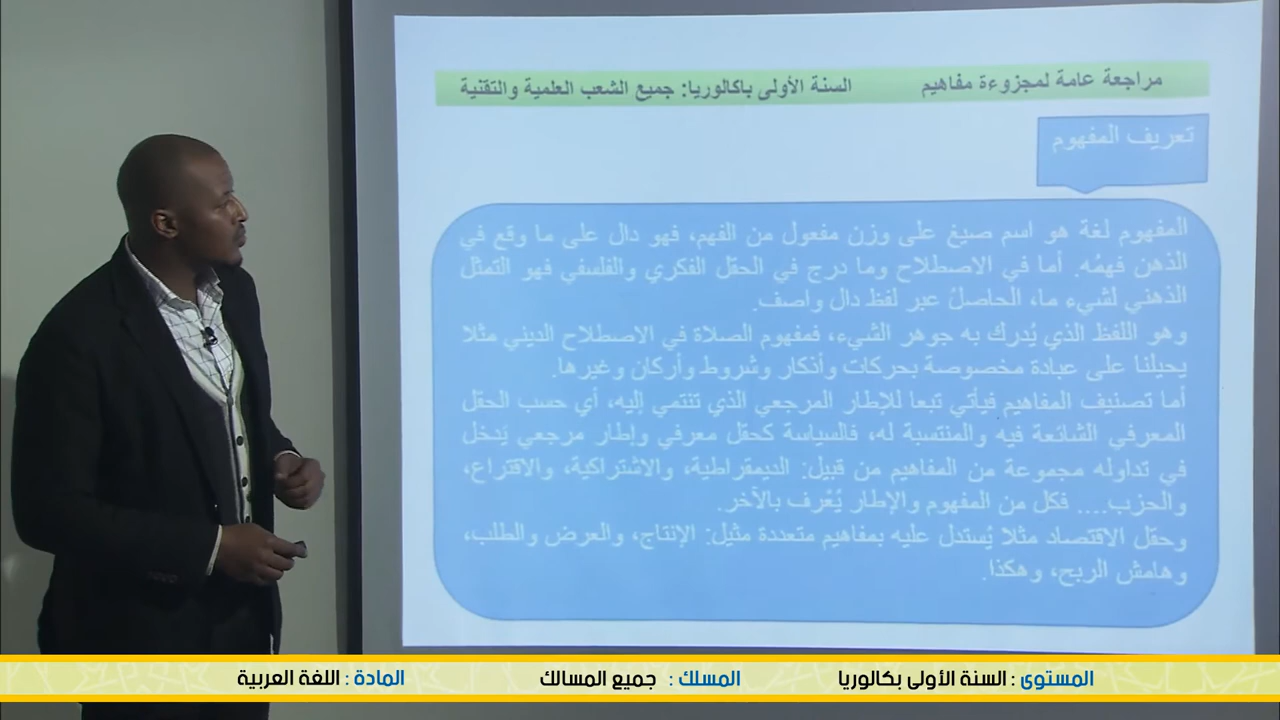 مراجعة عامة لمجزوءة مفاهيم السنة الأولى باكالوريا: جميع الشعب العلمية والتقنية
تعريف المفهوم
المفهوم لغة هو اسم صيغ على وزن مفعول من الفهم، فهو دال على ما وقع في
الذهن فهمُه. أما في الاصطلاح وما درج في الحقل الفكري والفلسفي فهو التمثل
الذهني لشيء ما، الحاصلُ عبر لفظ دال واصف.
وهو اللفظ الذي يُدرك به جوهر الشيء، فمفهوم الصلاة في الاصطلاح الديني مثلا
يحيلنا على عبادة مخصوصة بحركات وأذكار وشروط وأركان وغيرها.
أما تصنيف المفاهيم فيأتي تبعا للإطار المرجعي الذي تنتمي إليه، أي حسب الحقل
المعرفي الشائعة فيه والمنتسبة له، فالسياسة كحقل معرفي وإطار مرجعي يَدخل
في تداوله مجموعة من المفاهيم من قبيل: الديمقراطية، والاشتراكية، والاقتراع،
والحزب.... فكل من المفهوم والإطار يُعْرف بالآخر.
وحقل الاقتصاد مثلا يُستدل عليه بمفاهيم متعددة مثيل: الإنتاج، والعرض والطلب،
وهامش الربح، وهكذا.
المستوى : السنة الأولى بكالوريا المسلك : جميع المسالك المادة : اللغة العربية